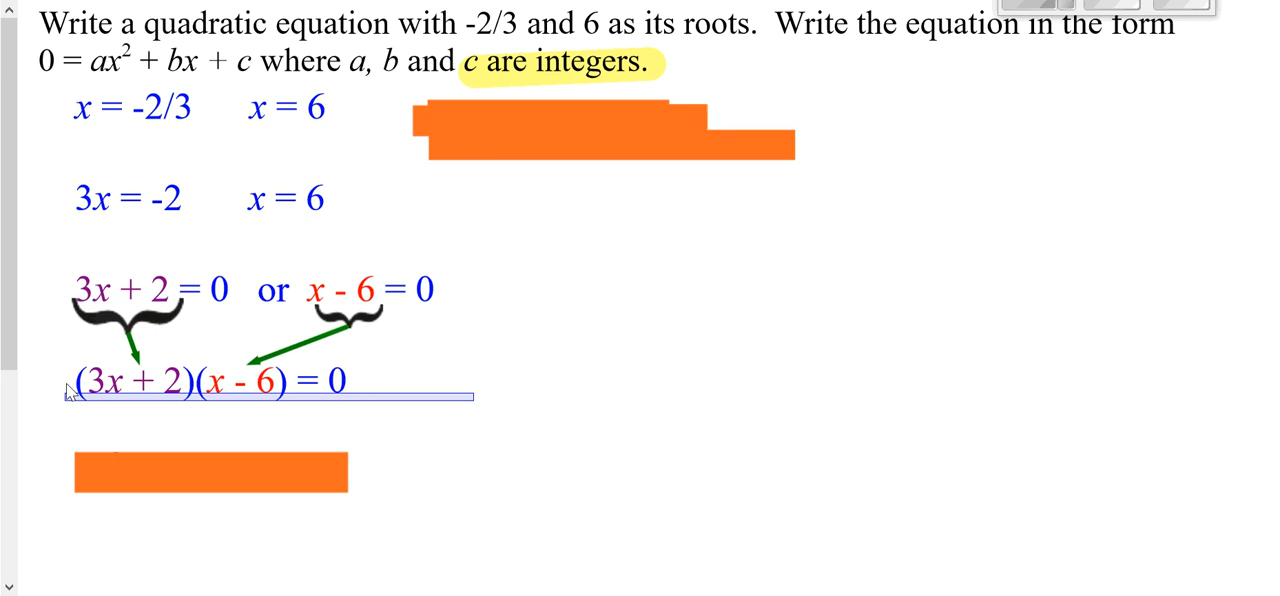 Write a quadratic equation with -2/3 and 6 as its roots. Write the equation in the form
0 = ax² + bx + c where a, b and c are integers.
x = -2/3 x = 6
3x = -2 x = 6
3x + 2 = 0 or x - 6 = 0
(3x + 2)(x - 6) = 0